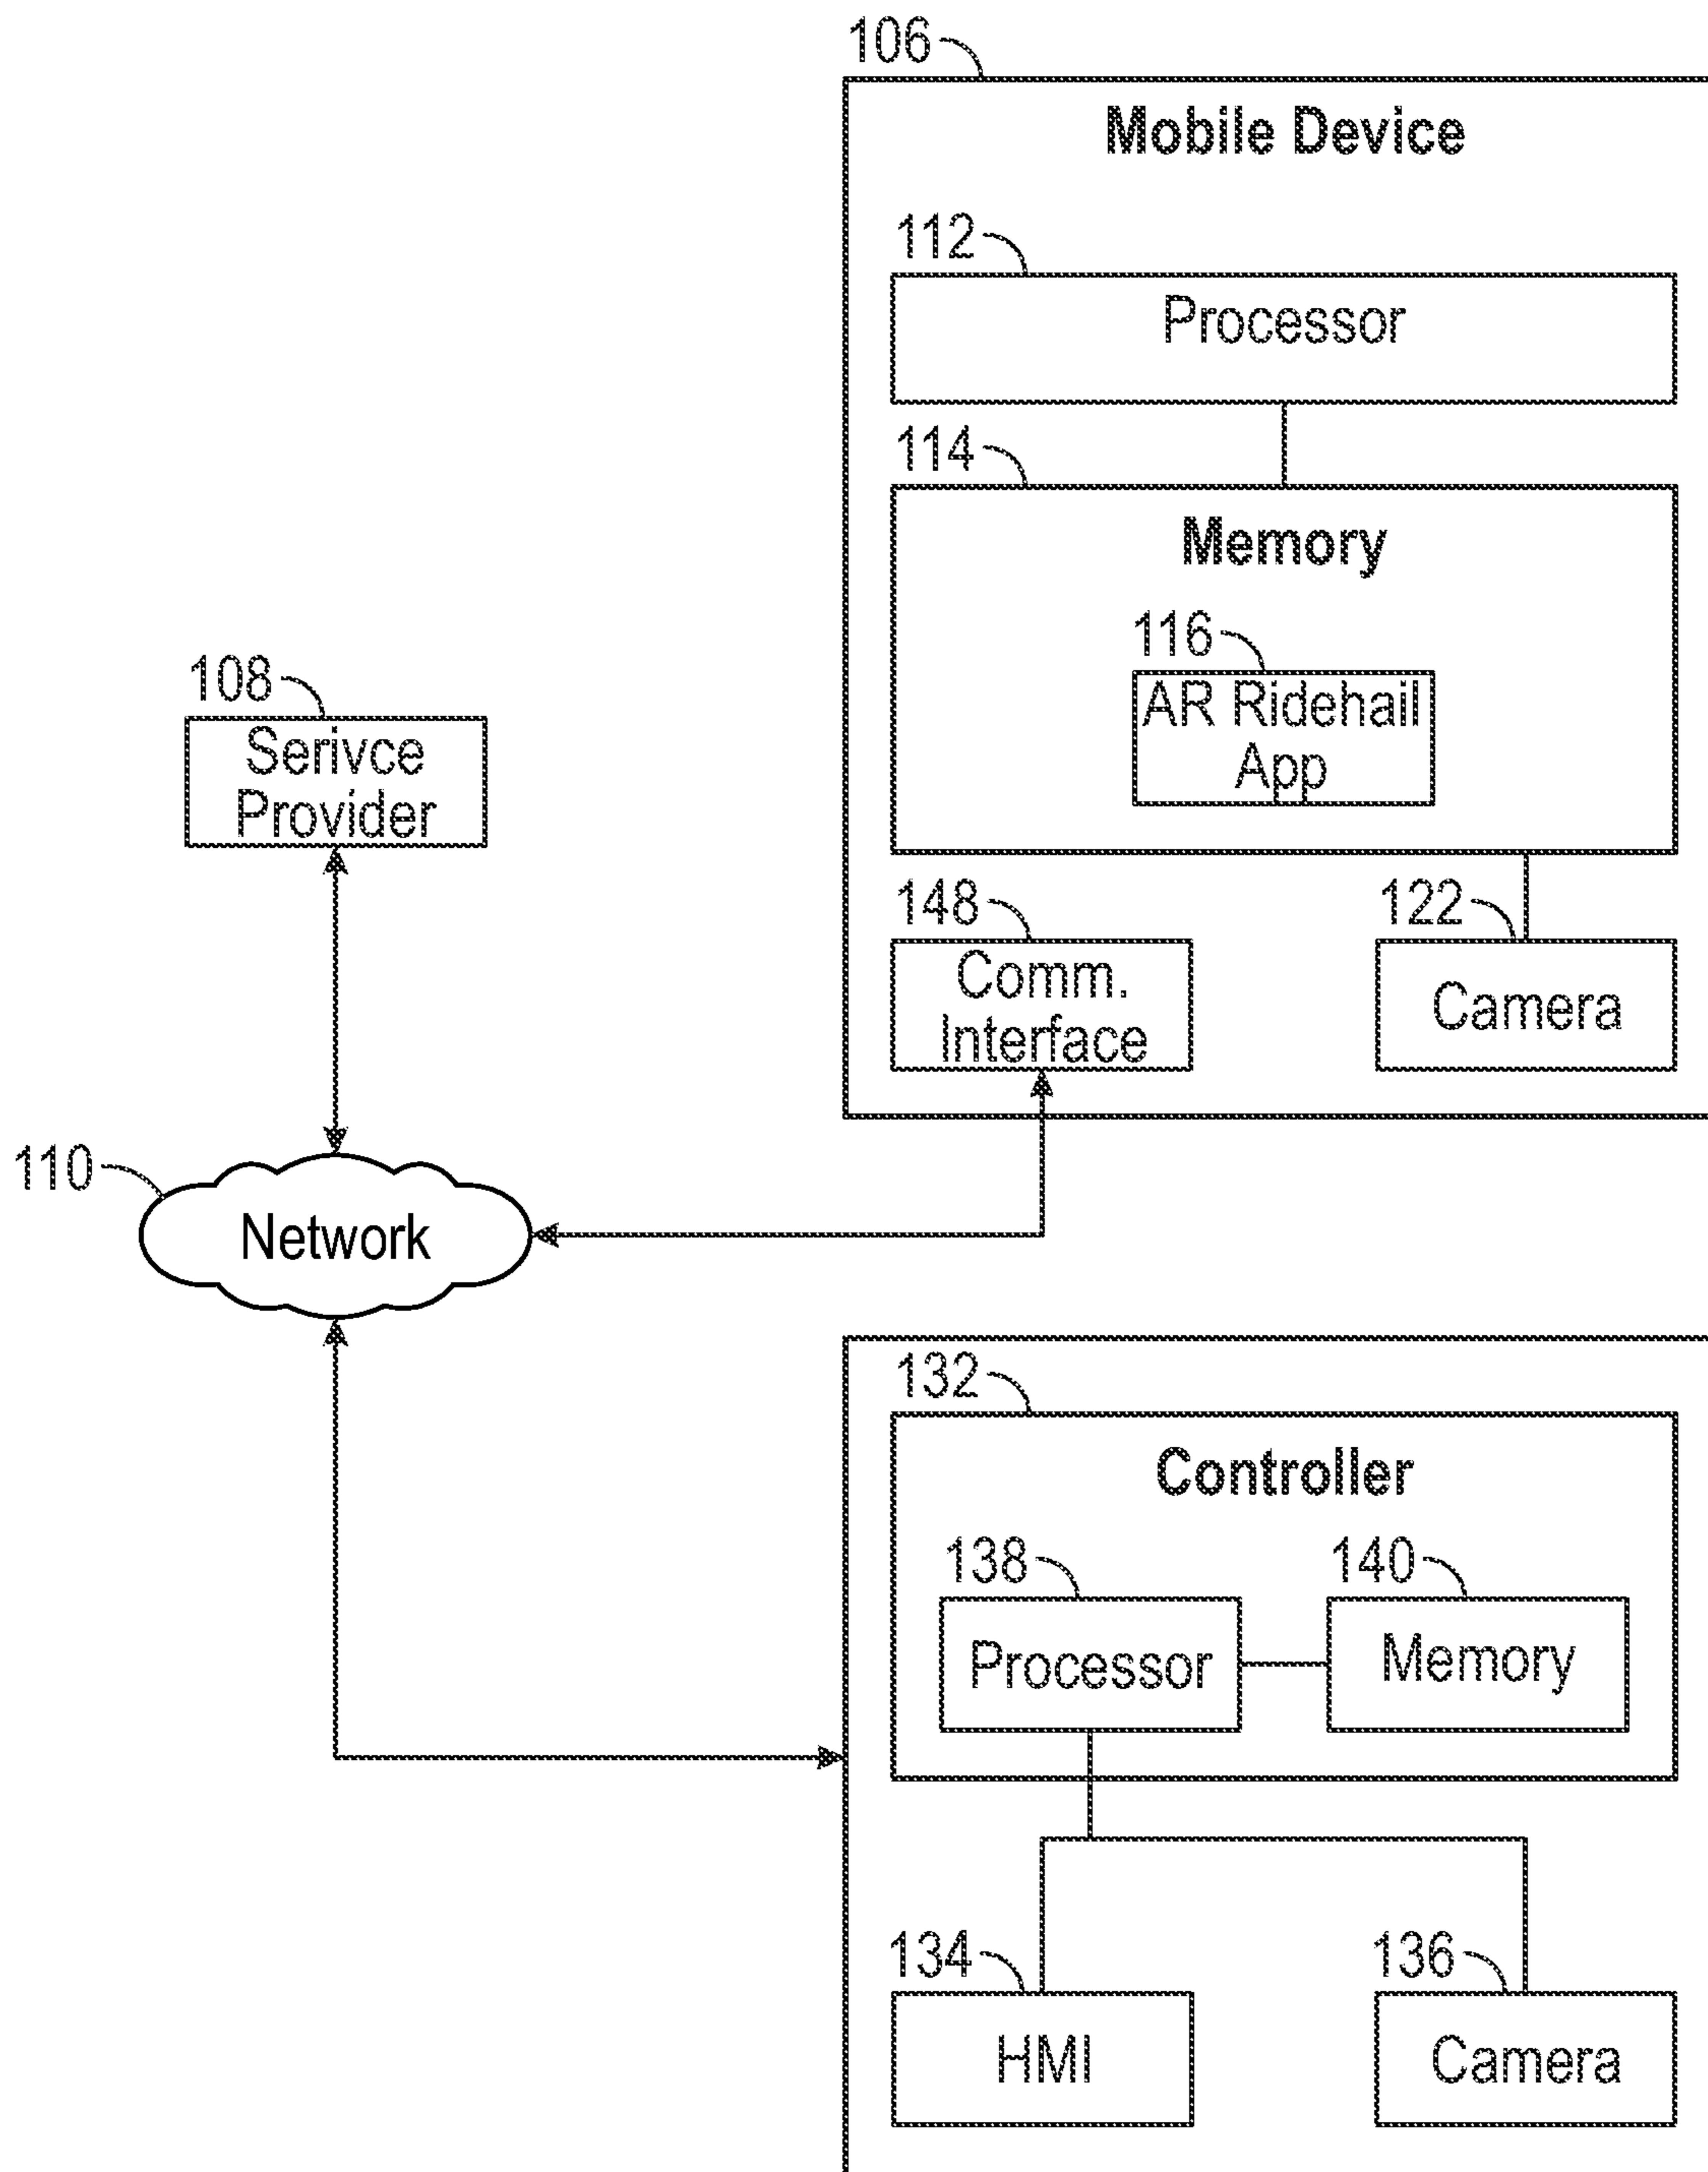 106
Mobile Device
112
Processor
114
Memory
116
AR Ridehail
App
108
Serivce
Provider
148
Comm.
Interface
122
Camera
110
Network
132
Controller
138
Processor
140
Memory
134
HMI
136
Camera